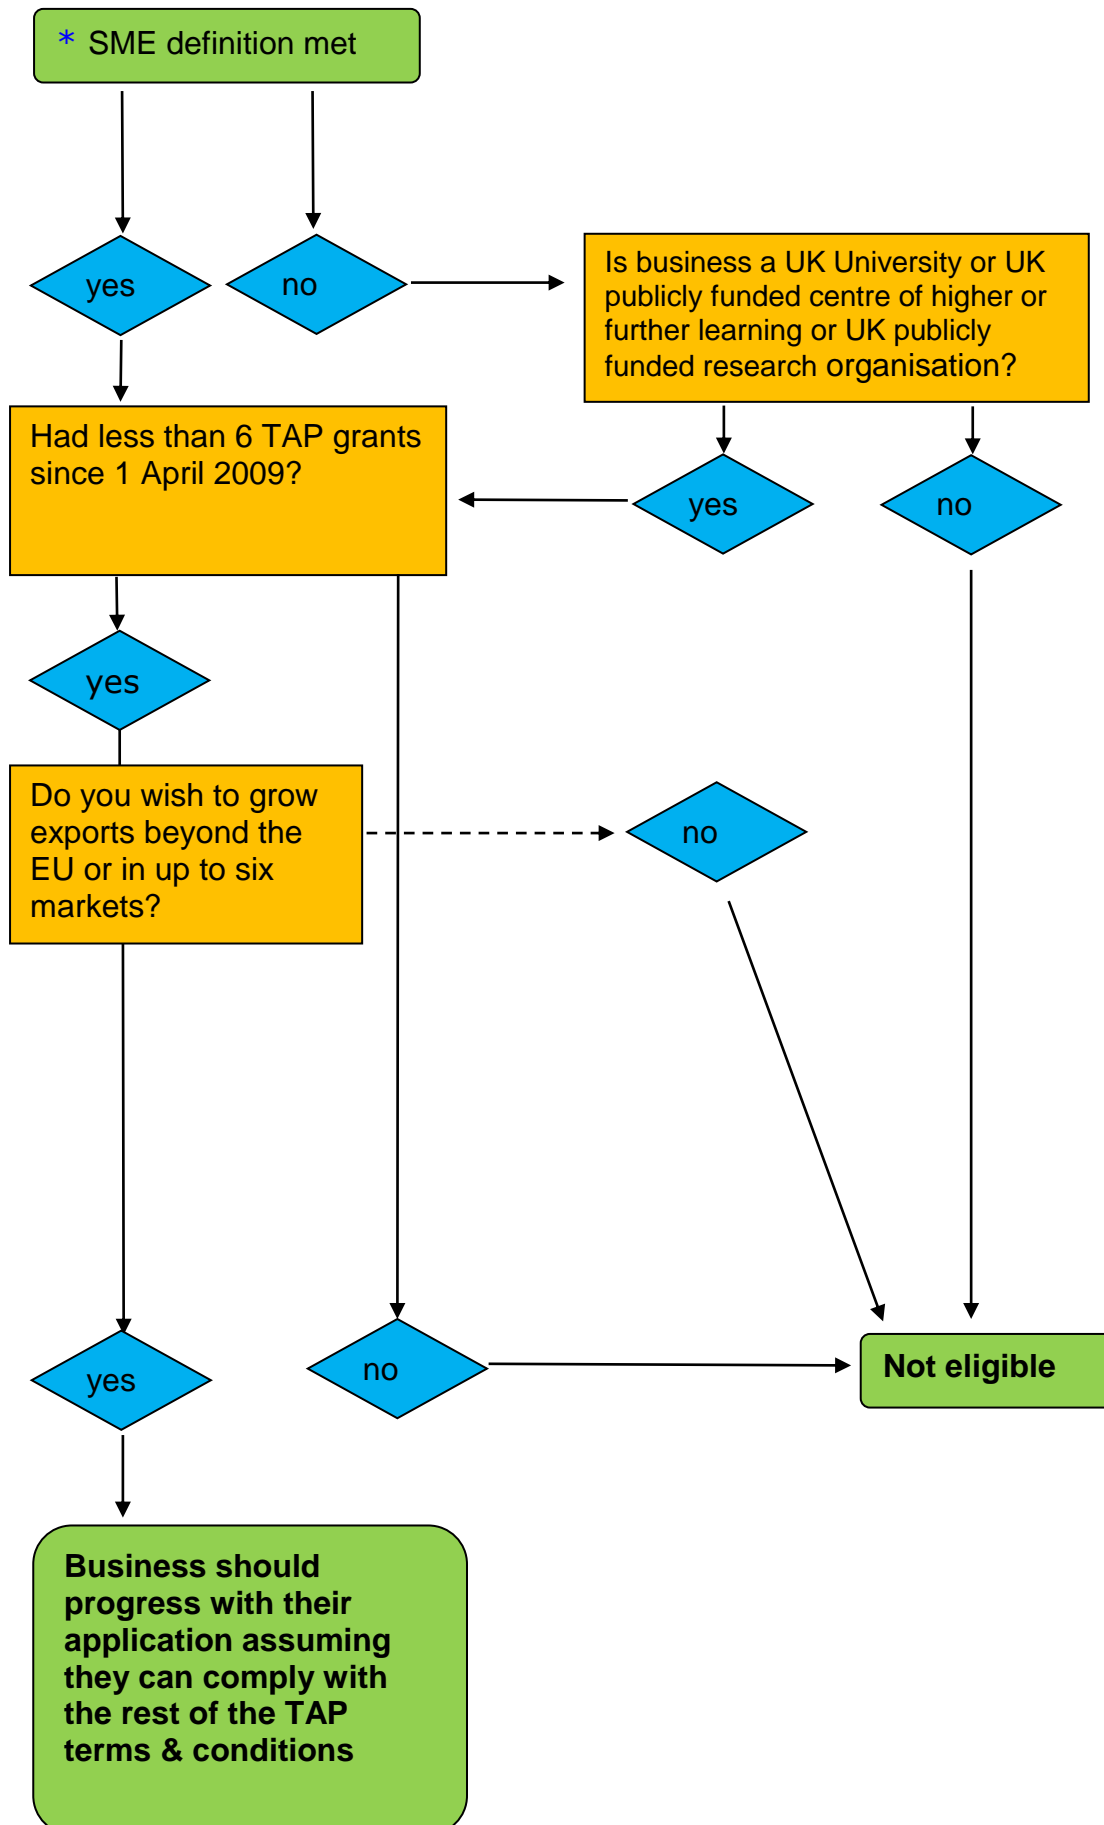 * SME definition met
yes
no
Is business a UK University or UK
publicly funded centre of higher or
further learning or UK publicly
funded research organisation?
Had less than 6 TAP grants
since 1 April 2009?
yes
no
yes
Do you wish to grow
exports beyond the
EU or in up to six
markets?
no
yes
no
Not eligible
Business should
progress with their
application assuming
they can comply with
the rest of the TAP
terms & conditions